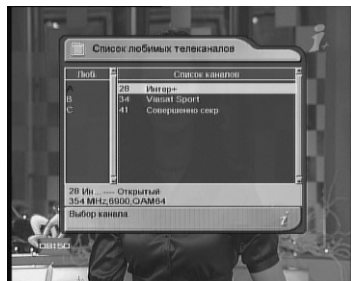 Список любимых телеканалов
Люб. Список каналов
A 28 Интер+
B 34 Viasat Sport
C 41 Совершенно секр
28 Ин... ---- Открытый
354 MHz,6900,QAM64
Выбор канала